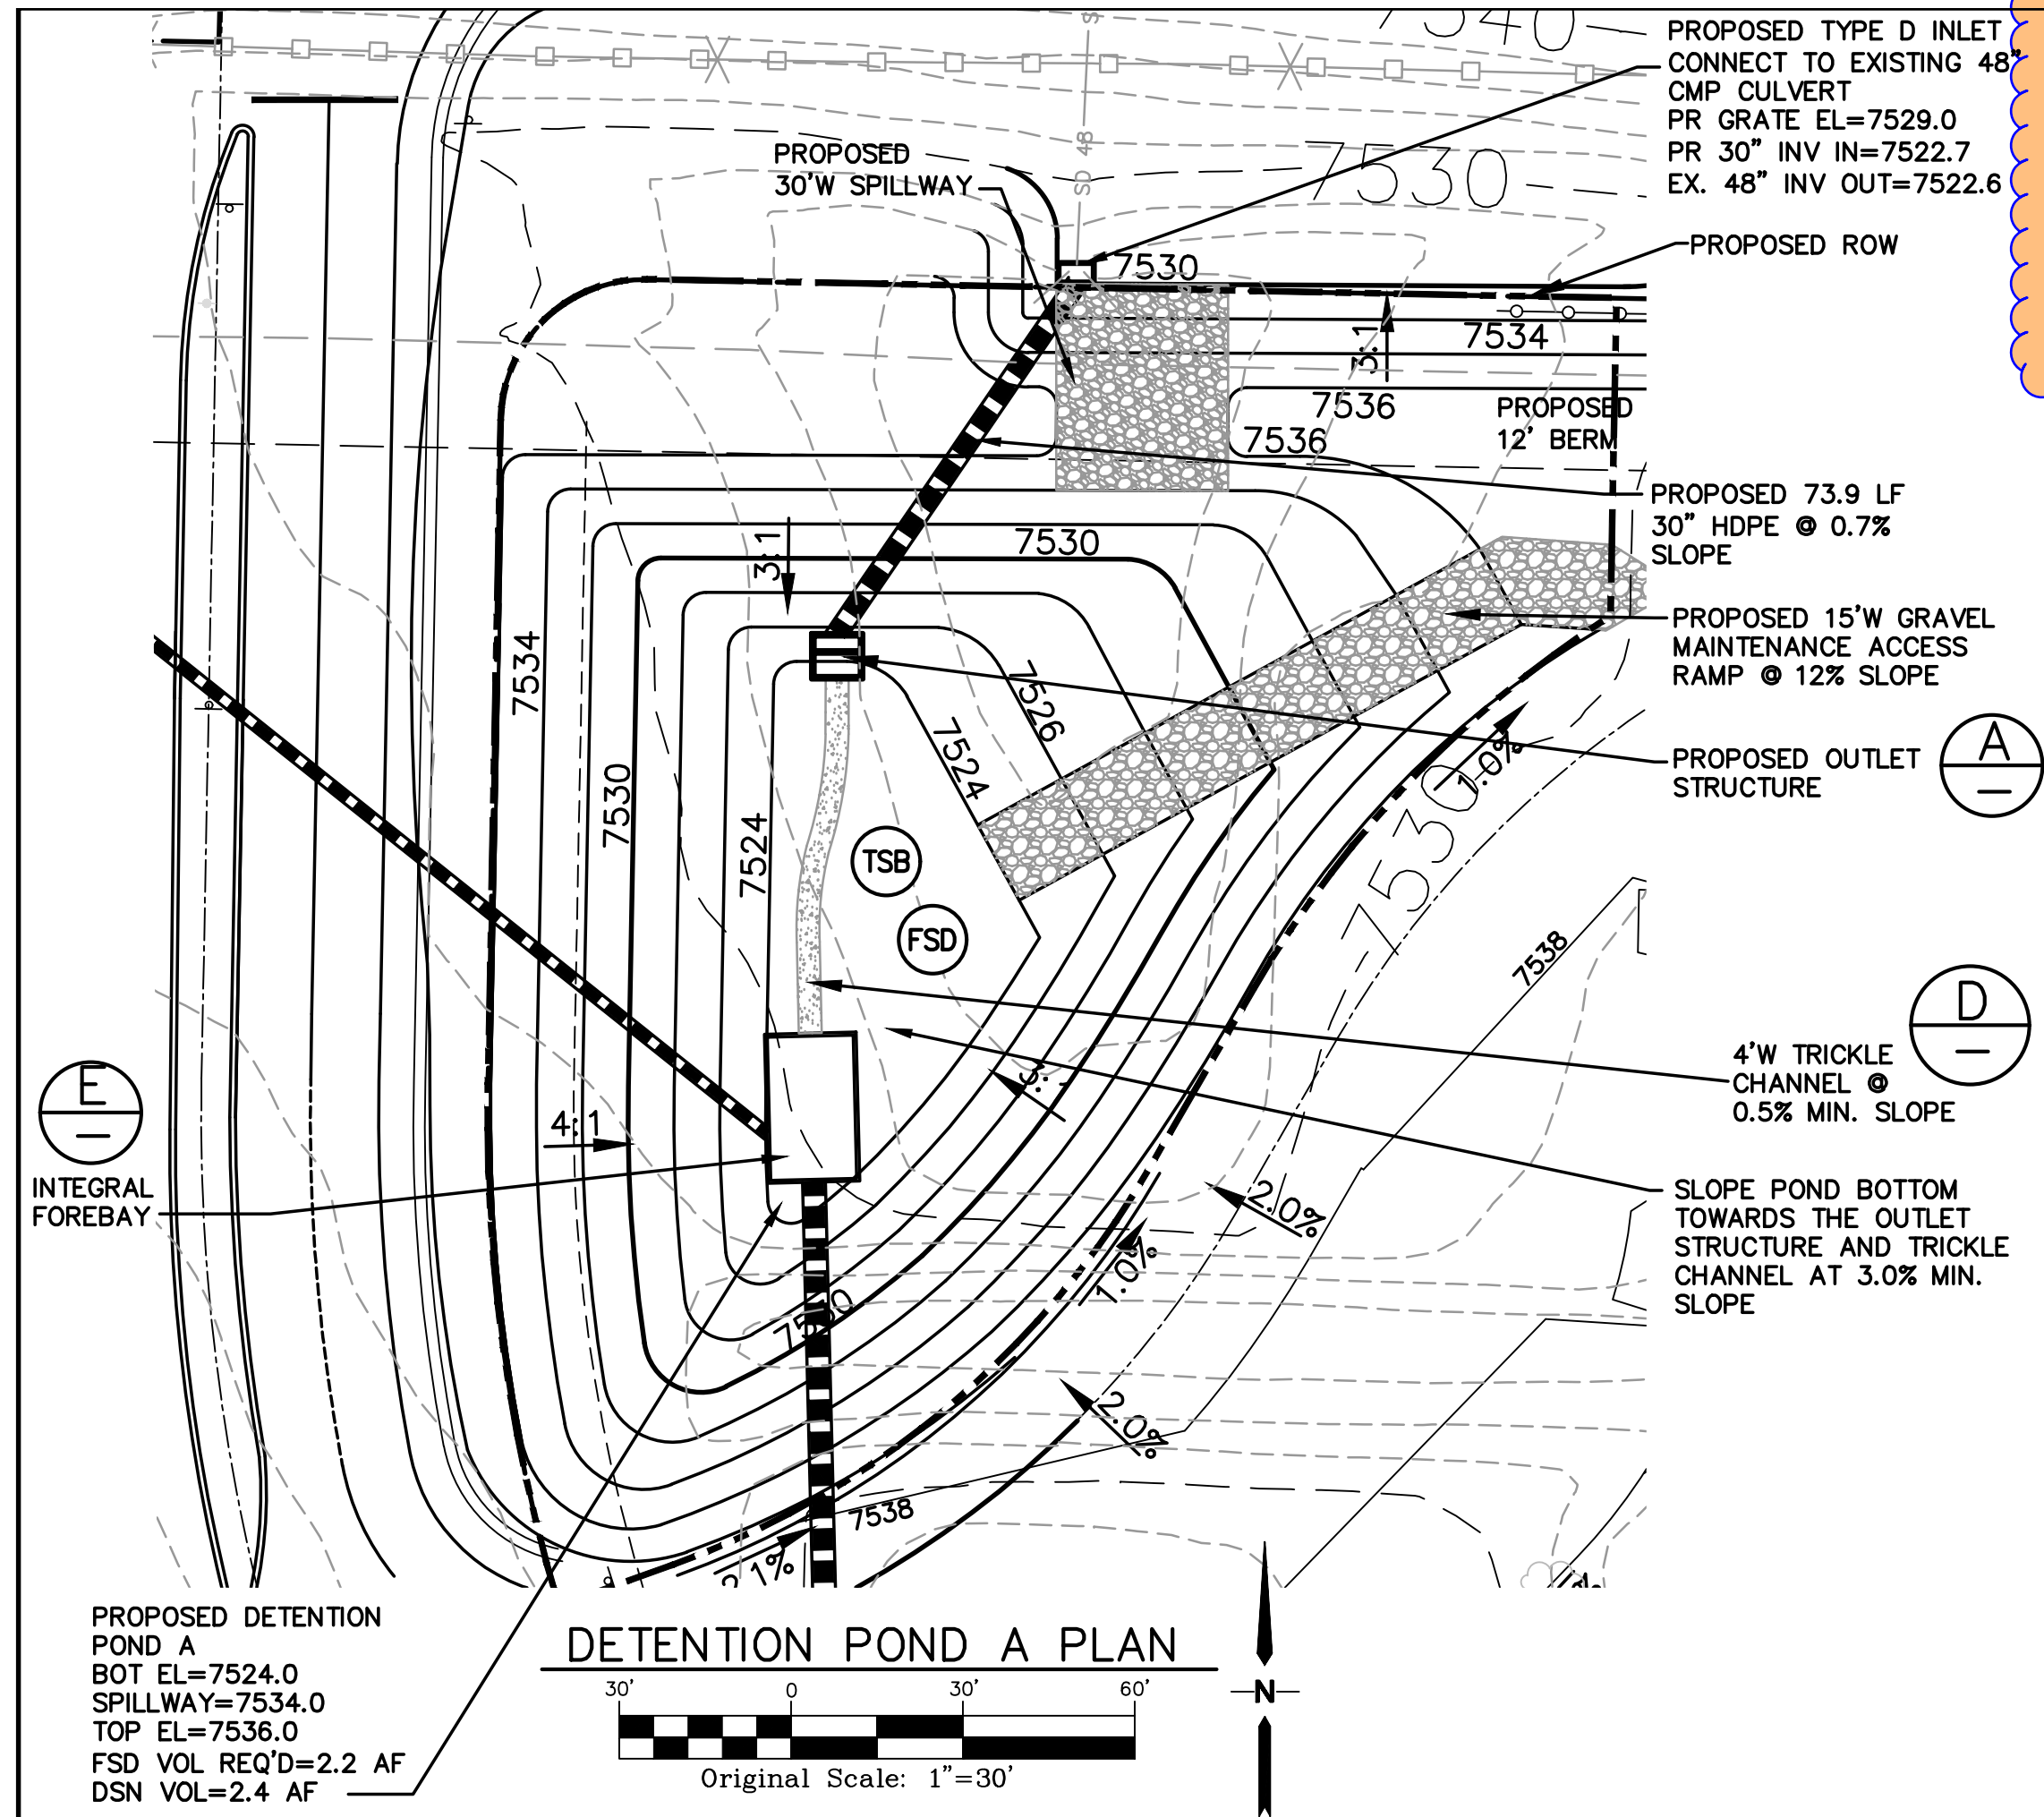 PROPOSED TYPE D INLET
CONNECT TO EXISTING 48"
CMP CULVERT
PR GRATE EL=7529.0
PR 30" INV IN=7522.7
EX. 48" INV OUT=7522.6
PROPOSED
30'W SPILLWAY
SD 48
7530
PROPOSED ROW
7530
7534
3:1
7536
7536
PROPOSED
12' BERM
PROPOSED 73.9 LF
30" HDPE @ 0.7%
SLOPE
7530
3:1
PROPOSED 15'W GRAVEL
MAINTENANCE ACCESS
RAMP @ 12% SLOPE
7534
7526
7524
1.0%
PROPOSED OUTLET
STRUCTURE
A
7530
7530
7524
TSB
FSD
7538
D
4'W TRICKLE
CHANNEL @
0.5% MIN. SLOPE
E
INTEGRAL
FOREBAY
4:1
3:1
2.0%
1.0%
SLOPE POND BOTTOM
TOWARDS THE OUTLET
STRUCTURE AND TRICKLE
CHANNEL AT 3.0% MIN.
SLOPE
7530
2.0%
7538
2.1%
PROPOSED DETENTION
POND A
BOT EL=7524.0
SPILLWAY=7534.0
TOP EL=7536.0
FSD VOL REQ'D=2.2 AF
DSN VOL=2.4 AF
DETENTION POND A PLAN
30' 0 30' 60'
Original Scale: 1"=30'
N